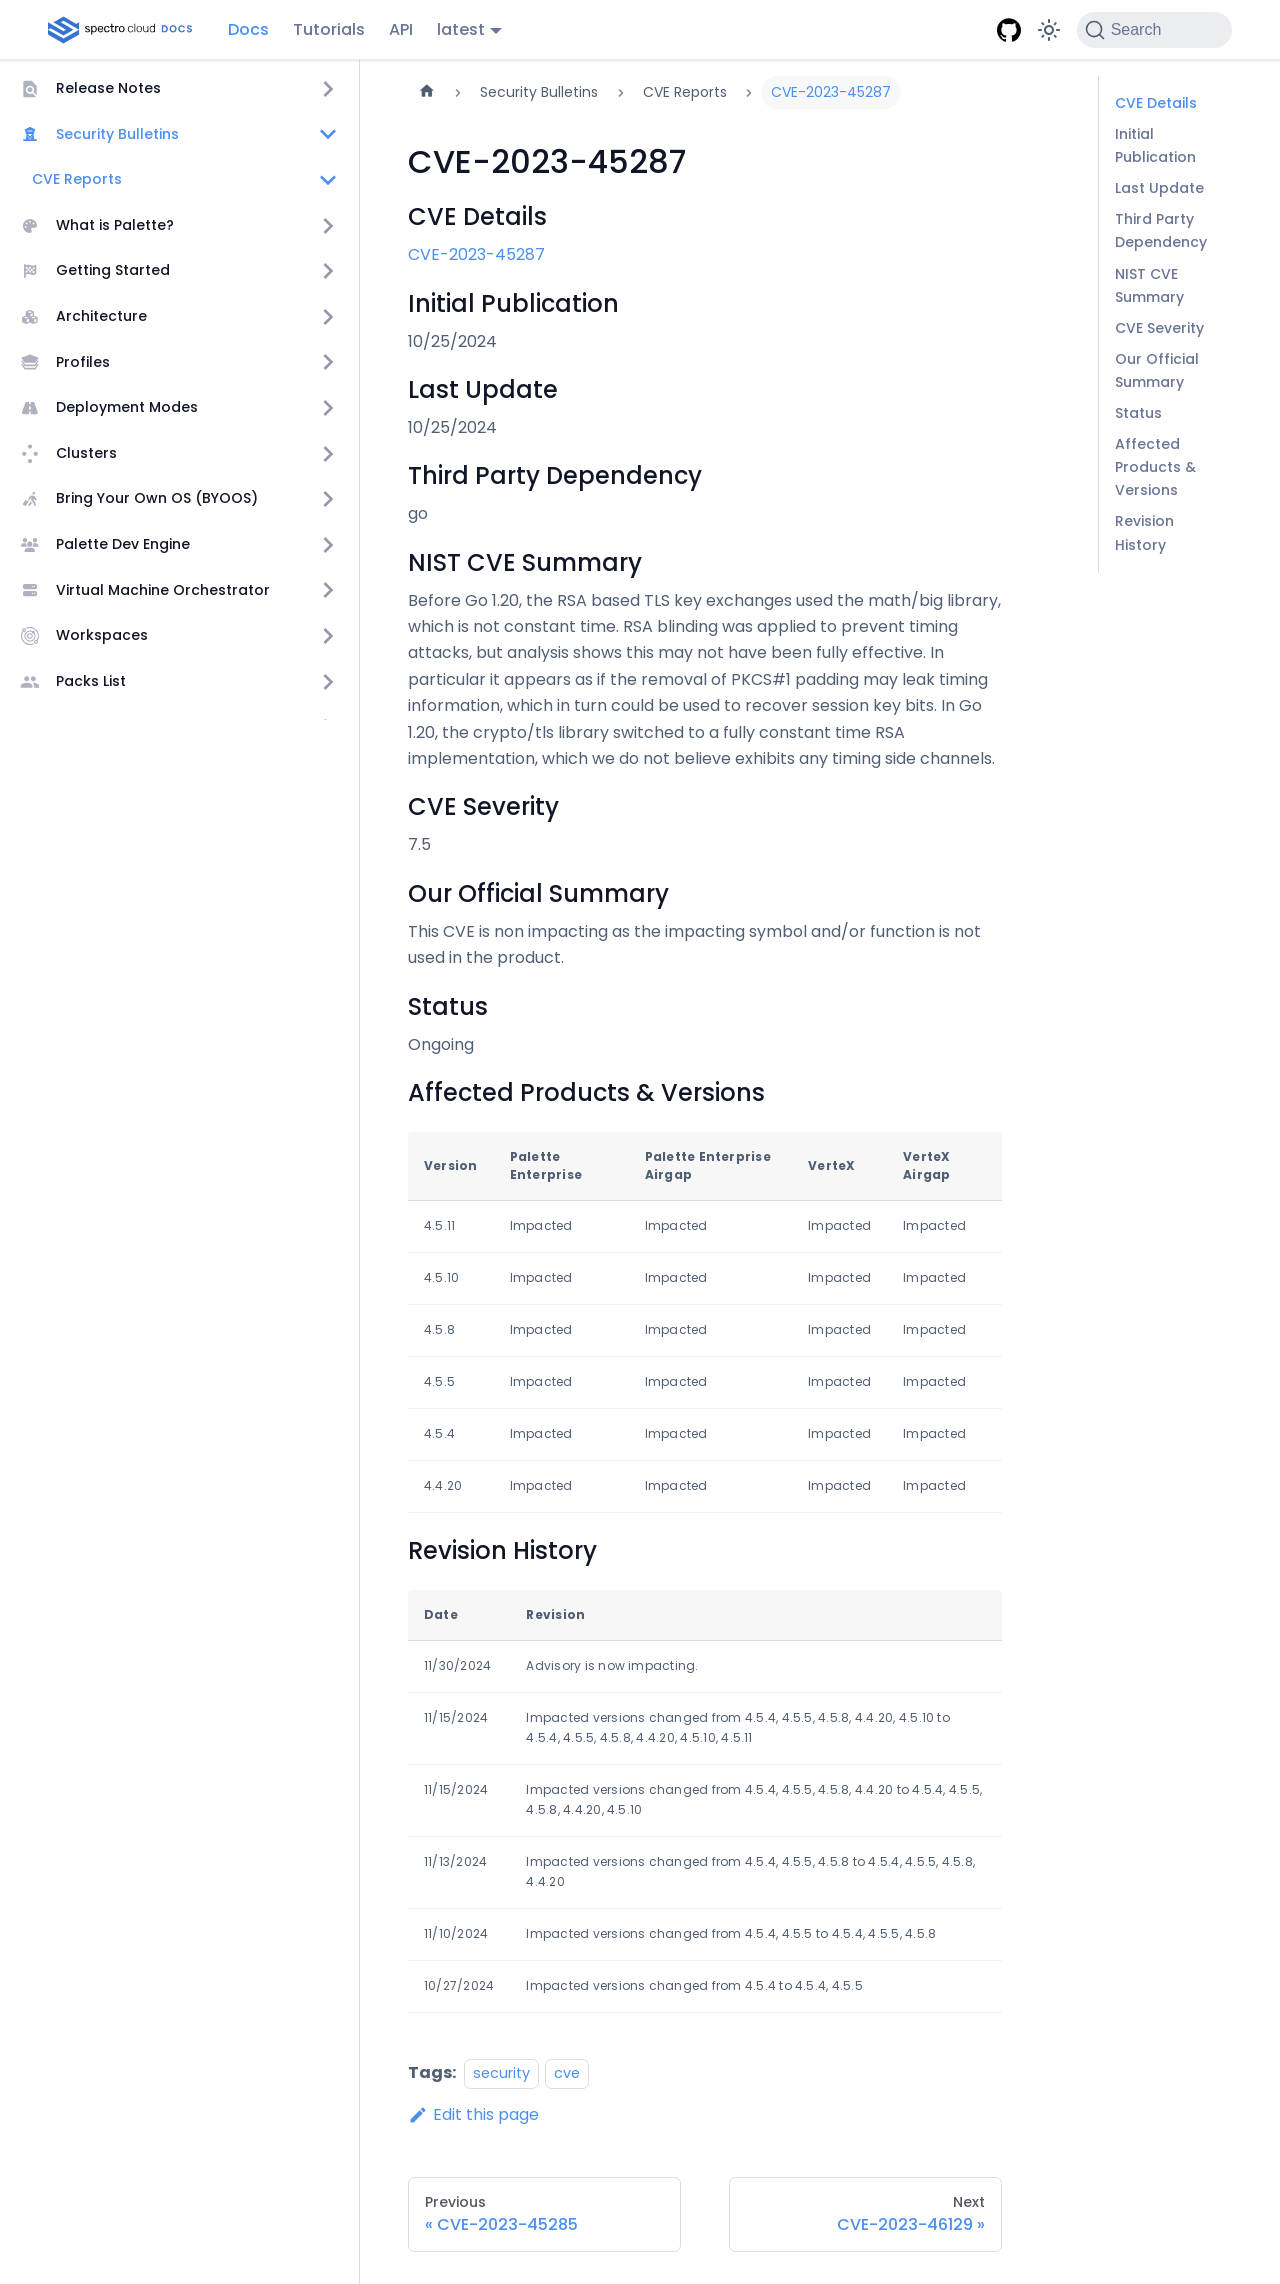 spectro cloud DOCS
Docs
Tutorials
API
latest
Search
Release Notes
Security Bulletins
CVE Reports
What is Palette?
Getting Started
Architecture
Profiles
Deployment Modes
Clusters
Bring Your Own OS (BYOOS)
Palette Dev Engine
Virtual Machine Orchestrator
Workspaces
Packs List
Security Bulletins
CVE Reports
CVE-2023-45287
CVE-2023-45287
CVE Details
CVE-2023-45287
Initial Publication
10/25/2024
Last Update
10/25/2024
Third Party Dependency
go
NIST CVE Summary
Before Go 1.20, the RSA based TLS key exchanges used the math/big library,
which is not constant time. RSA blinding was applied to prevent timing
attacks, but analysis shows this may not have been fully effective. In
particular it appears as if the removal of PKCS#1 padding may leak timing
information, which in turn could be used to recover session key bits. In Go
1.20, the crypto/tls library switched to a fully constant time RSA
implementation, which we do not believe exhibits any timing side channels.
CVE Severity
7.5
Our Official Summary
This CVE is non impacting as the impacting symbol and/or function is not
used in the product.
Status
Ongoing
Affected Products & Versions
Version Palette Enterprise Palette Enterprise Airgap VerteX VerteX Airgap
4.5.11 Impacted Impacted Impacted Impacted
4.5.10 Impacted Impacted Impacted Impacted
4.5.8 Impacted Impacted Impacted Impacted
4.5.5 Impacted Impacted Impacted Impacted
4.5.4 Impacted Impacted Impacted Impacted
4.4.20 Impacted Impacted Impacted Impacted
Revision History
Date Revision
11/30/2024 Advisory is now impacting.
11/15/2024 Impacted versions changed from 4.5.4, 4.5.5, 4.5.8, 4.4.20, 4.5.10 to
4.5.4, 4.5.5, 4.5.8, 4.4.20, 4.5.10, 4.5.11
11/15/2024 Impacted versions changed from 4.5.4, 4.5.5, 4.5.8, 4.4.20 to 4.5.4, 4.5.5,
4.5.8, 4.4.20, 4.5.10
11/13/2024 Impacted versions changed from 4.5.4, 4.5.5, 4.5.8 to 4.5.4, 4.5.5, 4.5.8,
4.4.20
11/10/2024 Impacted versions changed from 4.5.4, 4.5.5 to 4.5.4, 4.5.5, 4.5.8
10/27/2024 Impacted versions changed from 4.5.4 to 4.5.4, 4.5.5
Tags: security cve
Edit this page
Previous
« CVE-2023-45285
Next
CVE-2023-46129 »
CVE Details
Initial
Publication
Last Update
Third Party
Dependency
NIST CVE
Summary
CVE Severity
Our Official
Summary
Status
Affected
Products &
Versions
Revision
History